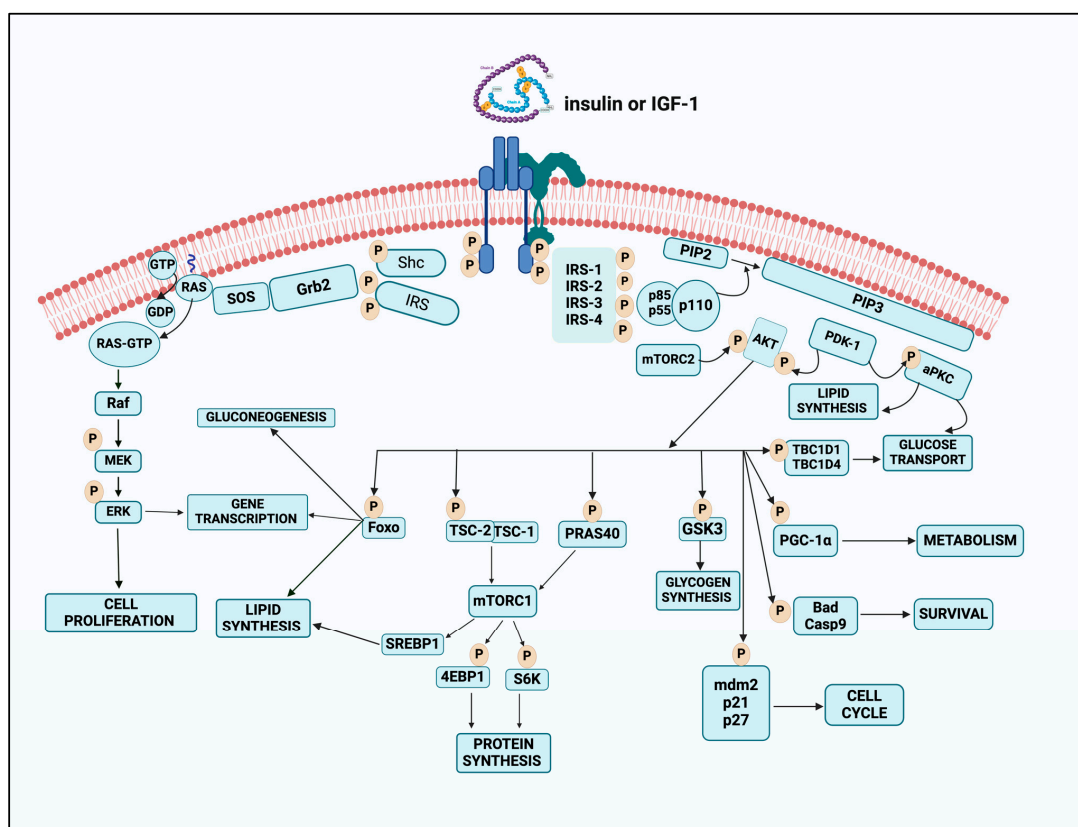 Chain B
Chain A
insulin or IGF-1
GTP
RAS
GDP
SOS
Grb2
P
Shc
P
P
IRS
P
P
P
P
IRS-1
IRS-2
IRS-3
IRS-4
P
P
P
P
p85
p55
p110
PIP2
PIP3
RAS-GTP
Raf
P
MEK
P
ERK
CELL
PROLIFERATION
GLUCONEOGENESIS
GENE
TRANSCRIPTION
mTORC2
P
AKT
P
PDK-1
P
aPKC
LIPID
SYNTHESIS
GLUCOSE
TRANSPORT
P
TBC1D1
TBC1D4
P
Foxo
P
TSC-2
TSC-1
P
PRAS40
P
GSK3
P
PGC-1α
METABOLISM
GLYCOGEN
SYNTHESIS
mTORC1
LIPID
SYNTHESIS
SREBP1
P
4EBP1
P
S6K
PROTEIN
SYNTHESIS
P
Bad
Casp9
SURVIVAL
P
mdm2
p21
p27
CELL
CYCLE